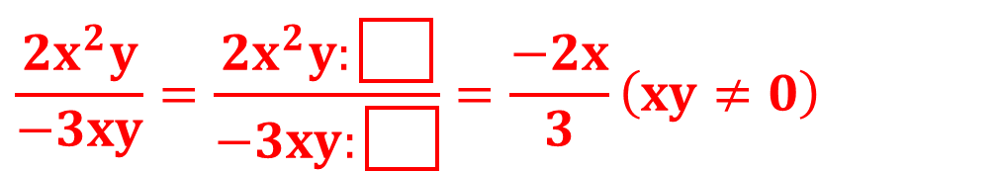 2x²y / −3xy = 2x²y:□ / −3xy:□ = −2x / 3 (xy ≠ 0)